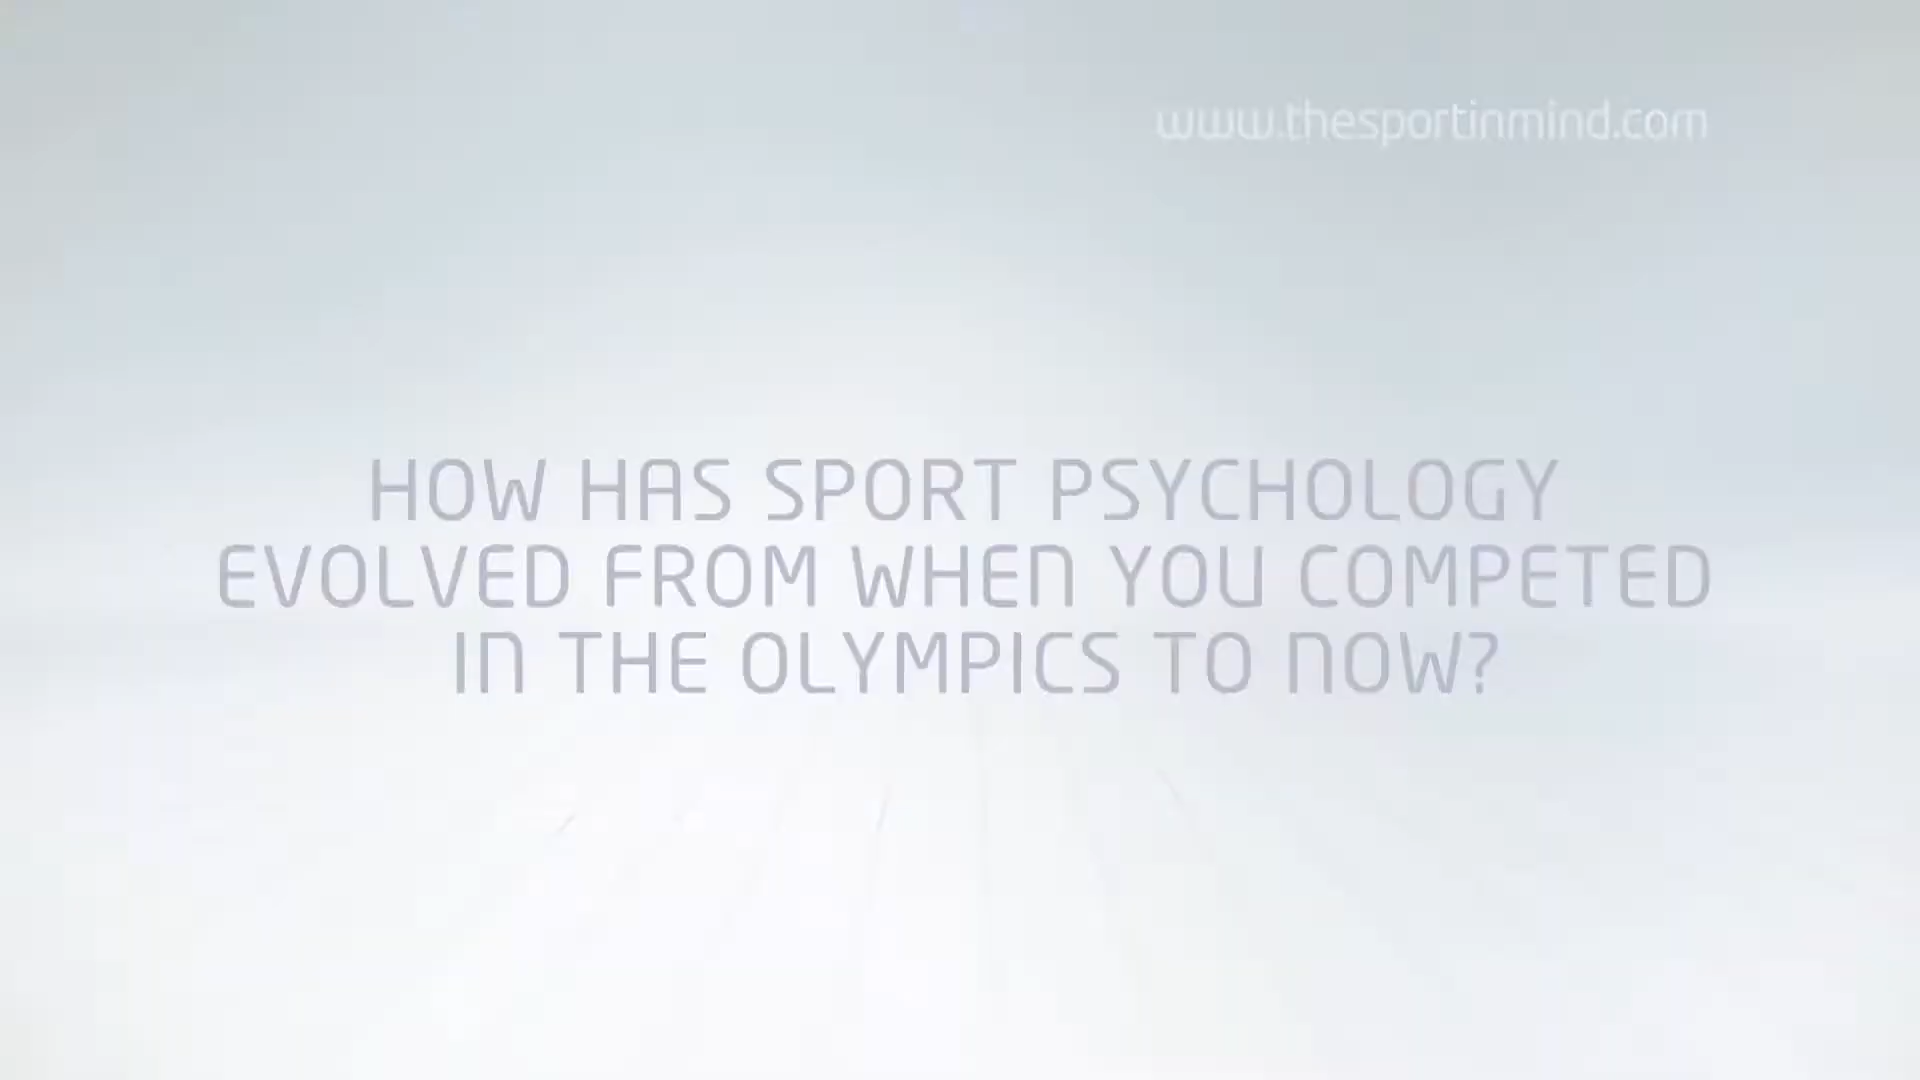 www.thesportinmind.com
HOW HAS SPORT PSYCHOLOGY
EVOLVED FROM WHEN YOU COMPETED
IN THE OLYMPICS TO NOW?